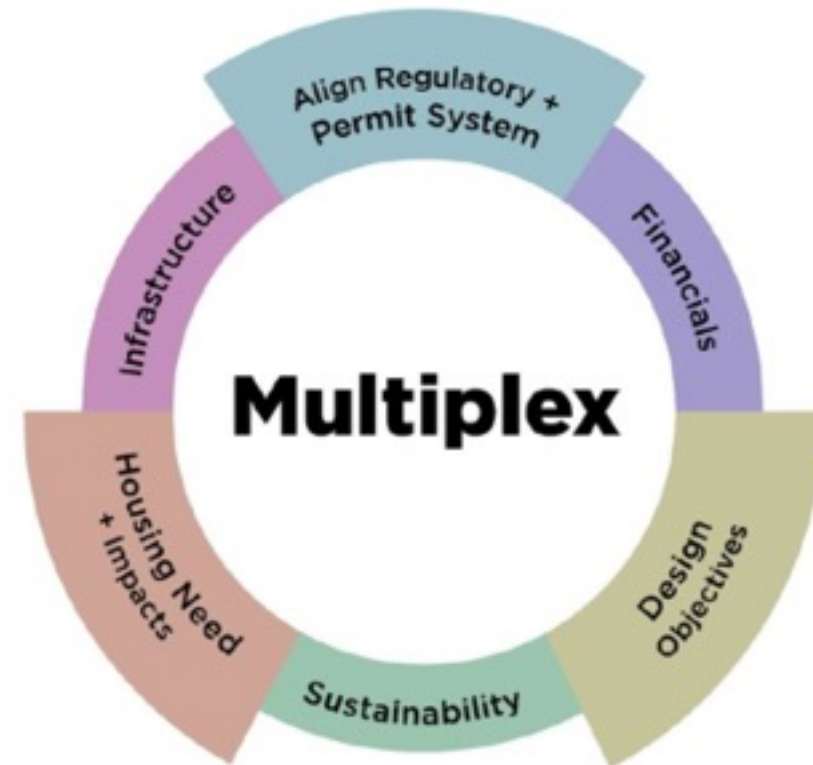 Align Regulatory +
Permit System
Financials
Design
Objectives
Sustainability
Housing Need
+ Impacts
Infrastructure
Multiplex